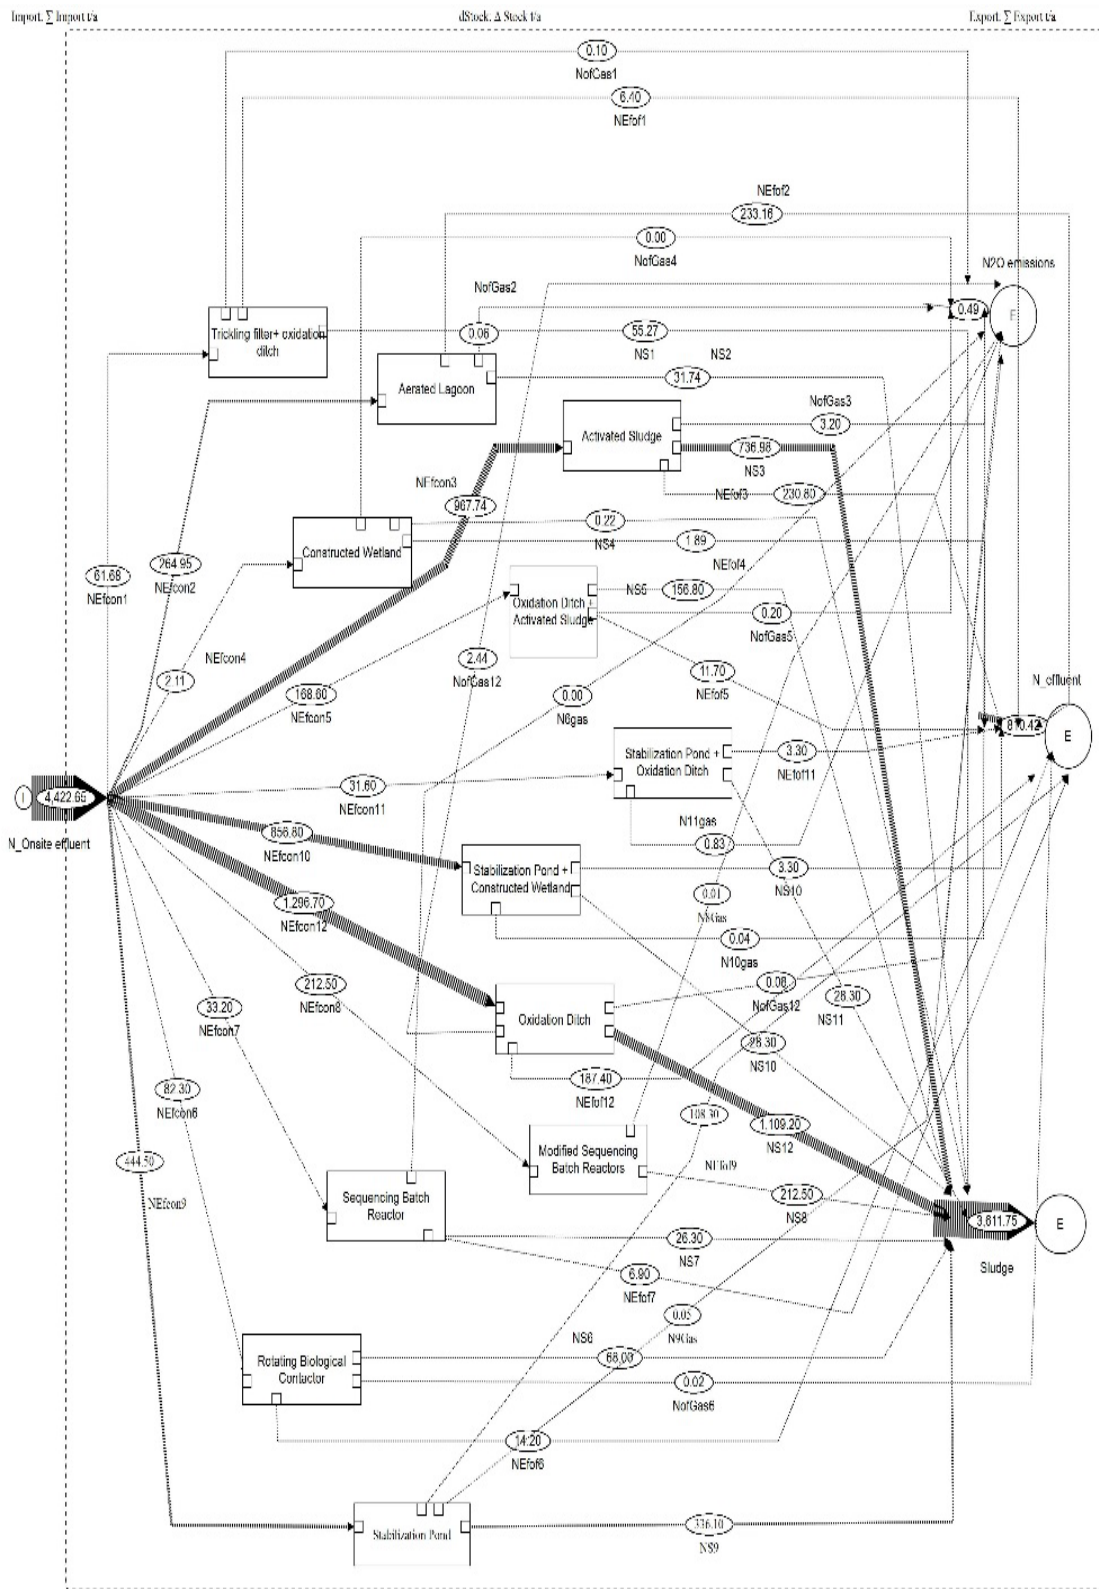 Import. ∑ Import t/a
dStock. Δ Stock t/a
Export. ∑ Export t/a
0.10
NofGas1
6.40
NEfof1
NEfof2
233.16
0.00
NofGas4
N2O emissions
NofGas2
0.49
Trickling filter+ oxidation
ditch
0.06
55.27
NS1
NS2
31.74
Aerated Lagoon
NofGas3
3.20
Activated Sludge
736.98
NS3
NEfcon3
967.74
NEfof3
230.80
0.22
NS4
1.89
Constructed Wetland
NEfof4
264.95
NEfcon2
61.68
NEfcon1
NS5
156.80
Oxidation Ditch +
Activated Sludge
0.20
NofGas5
NEfcon4
2.11
2.44
NofGas12
168.60
NEfcon5
0.00
N6gas
11.70
NEfof5
N_effluent
810.42
E
Stabilization Pond +
Oxidation Ditch
3.30
NEfof11
31.60
NEfcon11
I
4,422.65
N_Onsite effluent
N11gas
0.83
856.80
NEfcon10
Stabilization Pond +
Constructed Wetland
3.30
NS10
0.01
NSGas
1,296.70
NEfcon12
0.04
N10gas
212.50
NEfcon8
0.08
NofGas12
28.30
NS11
33.20
NEfcon7
Oxidation Ditch
28.30
NS10
187.40
NEfof12
82.30
NEfcon6
108.30
1.109.20
NS12
Modified Sequencing
Batch Reactors
NEfof9
444.50
NEfcon9
Sequencing Batch
Reactor
212.50
NS8
3,611.75
E
Sludge
26.30
NS7
6.90
NEfof7
0.05
N9Gas
NS6
68.00
Rotating Biological
Contactor
0.02
NofGas6
14.20
NEfof6
Stabilization Pond
336.10
NS9